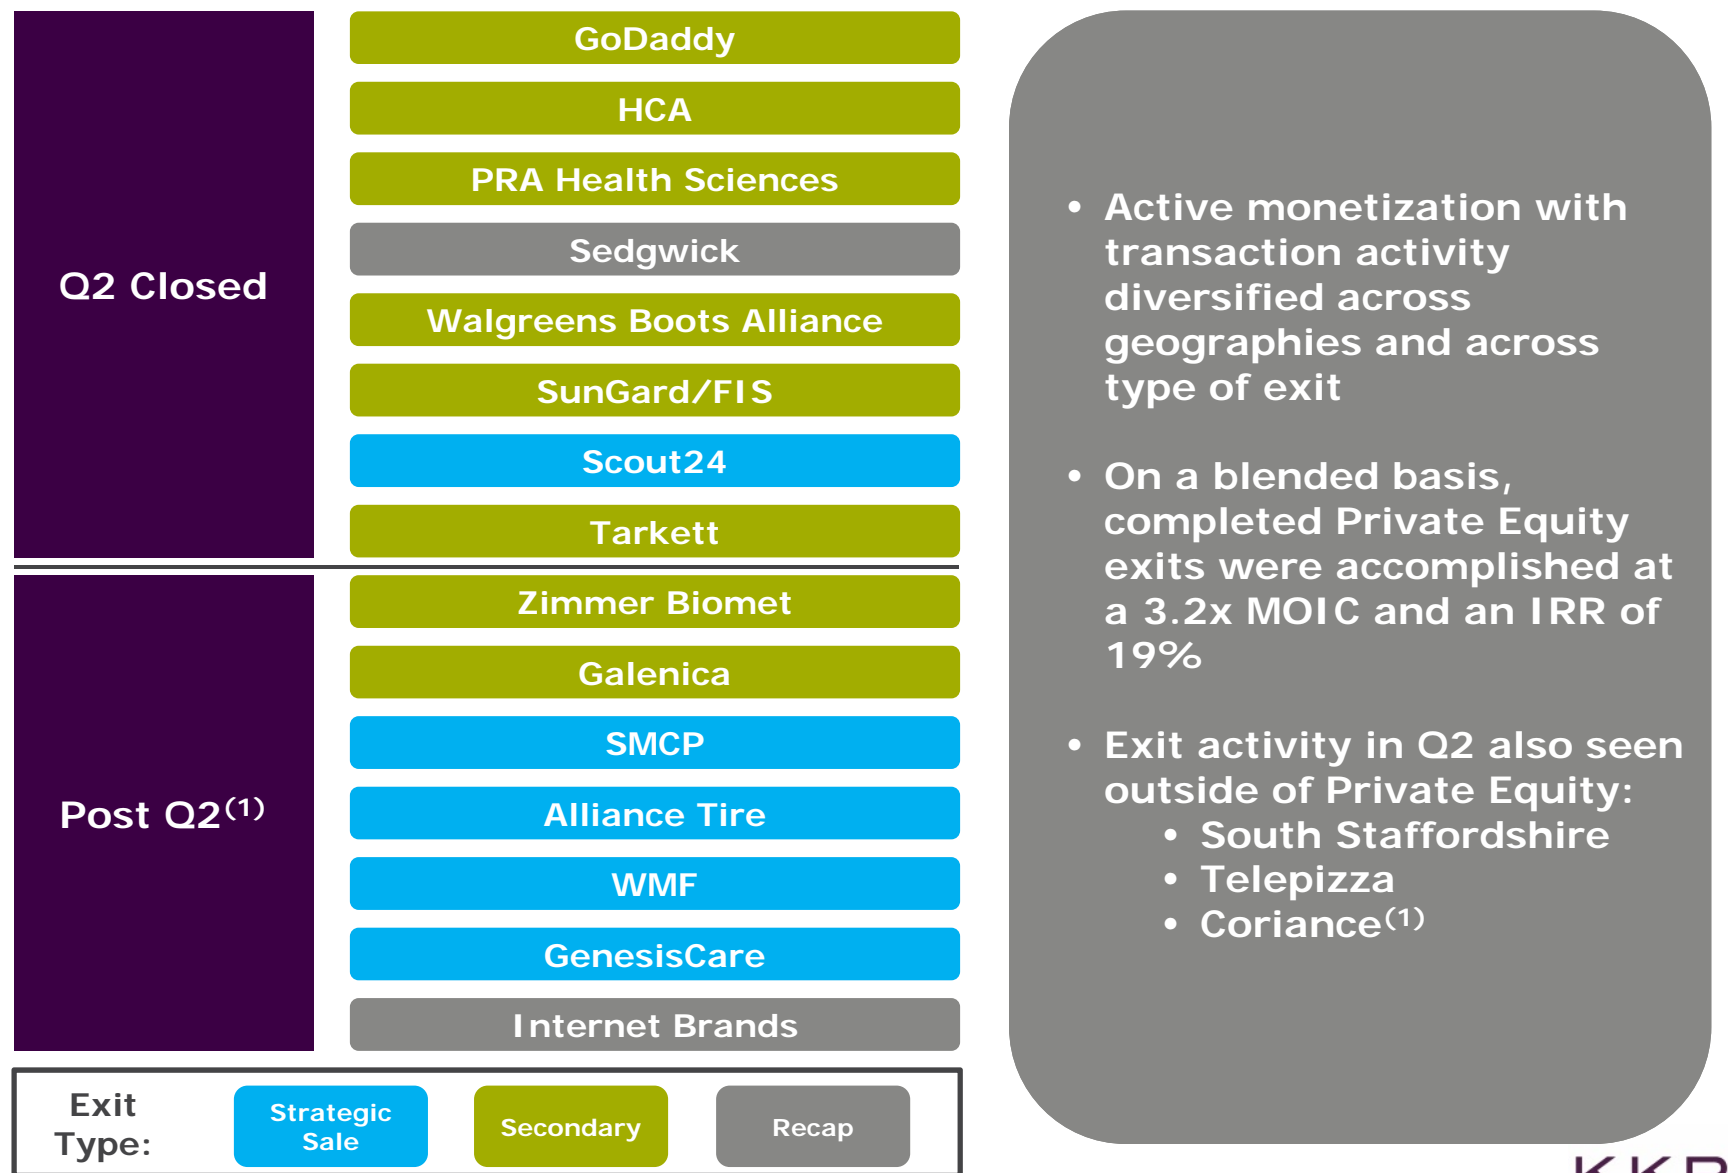 Q2 Closed
GoDaddy
HCA
PRA Health Sciences
Sedgwick
Walgreens Boots Alliance
SunGard/FIS
Scout24
Tarkett
Post Q2(1)
Zimmer Biomet
Galenica
SMCP
Alliance Tire
WMF
GenesisCare
Internet Brands
Exit
Type:
Strategic
Sale
Secondary
Recap
• Active monetization with
transaction activity
diversified across
geographies and across
type of exit
• On a blended basis,
completed Private Equity
exits were accomplished at
a 3.2x MOIC and an IRR of
19%
• Exit activity in Q2 also seen
outside of Private Equity:
• South Staffordshire
• Telepizza
• Coriance(1)